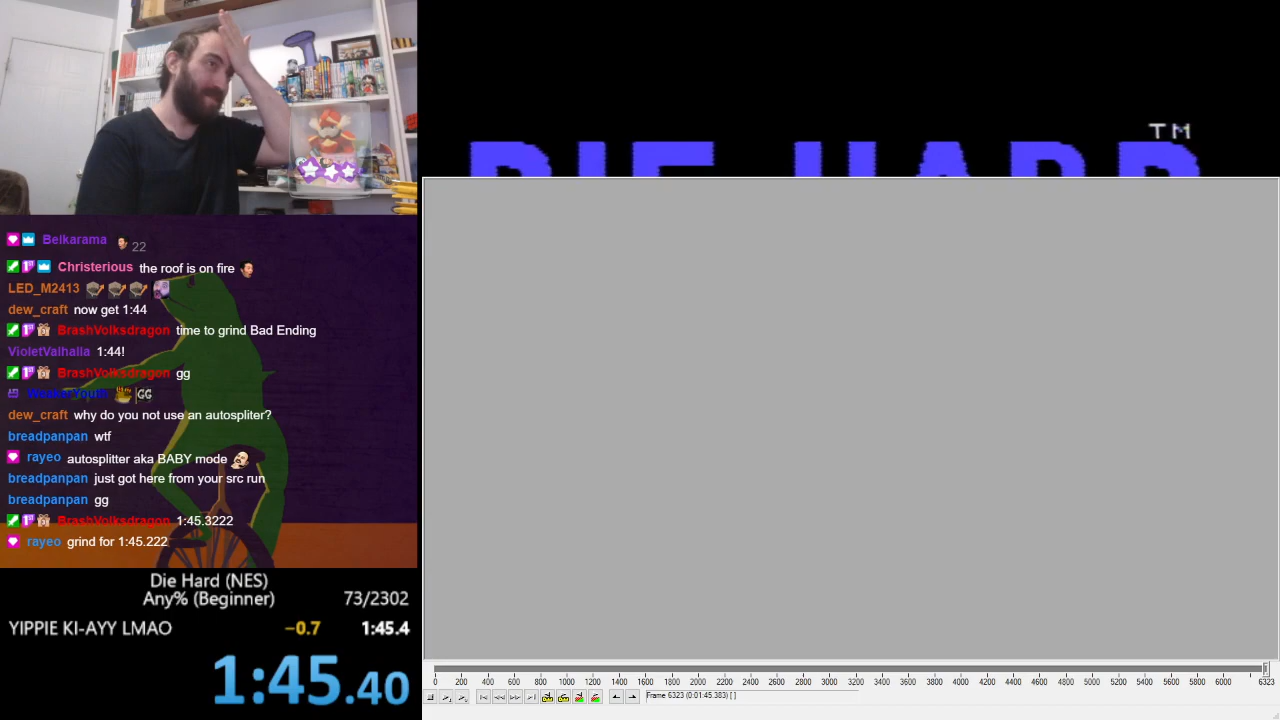 TM
DIE HARD
Belkarama 22
Christerious the roof is on fire
LED_M2413
dew_craft now get 1:44
BrashVolksdragon time to grind Bad Ending
VioletValhalla 1:44!
BrashVolksdragon gg
WeakerYouth GG
dew_craft why do you not use an autospliter?
breadpanpan wtf
rayeo autosplitter aka BABY mode
breadpanpan just got here from your src run
breadpanpan gg
BrashVolksdragon 1:45.3222
rayeo grind for 1:45.222
Die Hard (NES)
Any% (Beginner) 73/2302
YIPPIE KI-AYY LMAO −0.7 1:45.4
1:45.40
0 200 400 600 800 1000 1200 1400 1600 1800 2000 2200 2400 2600 2800 3000 3200 3400 3600 3800 4000 4200 4400 4600 4800 5000 5200 5400 5600 5800 6000 6323
Frame 6323 (0:01:45.383) [ ]